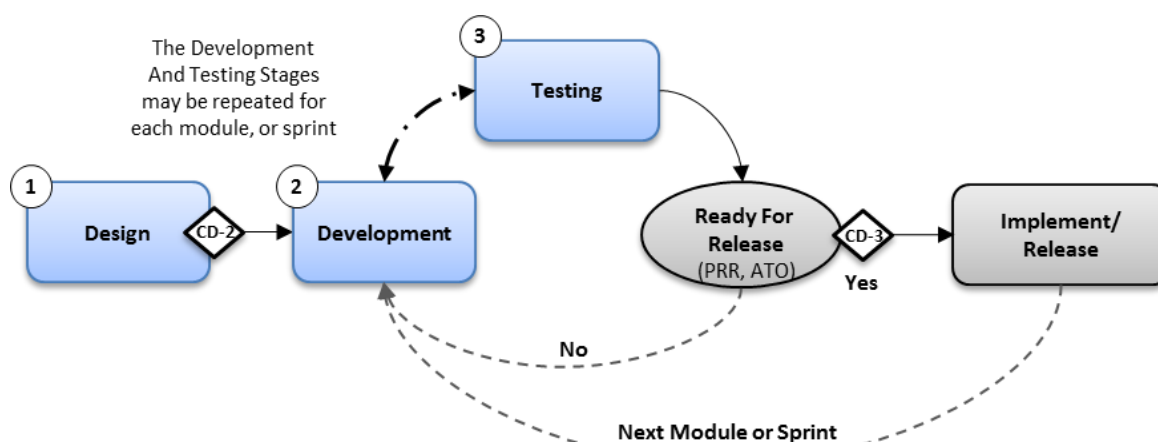 The Development
And Testing Stages
may be repeated for
each module, or sprint
1
Design
CD-2
2
Development
3
Testing
Ready For
Release
(PRR, ATO)
CD-3
Yes
Implement/
Release
No
Next Module or Sprint